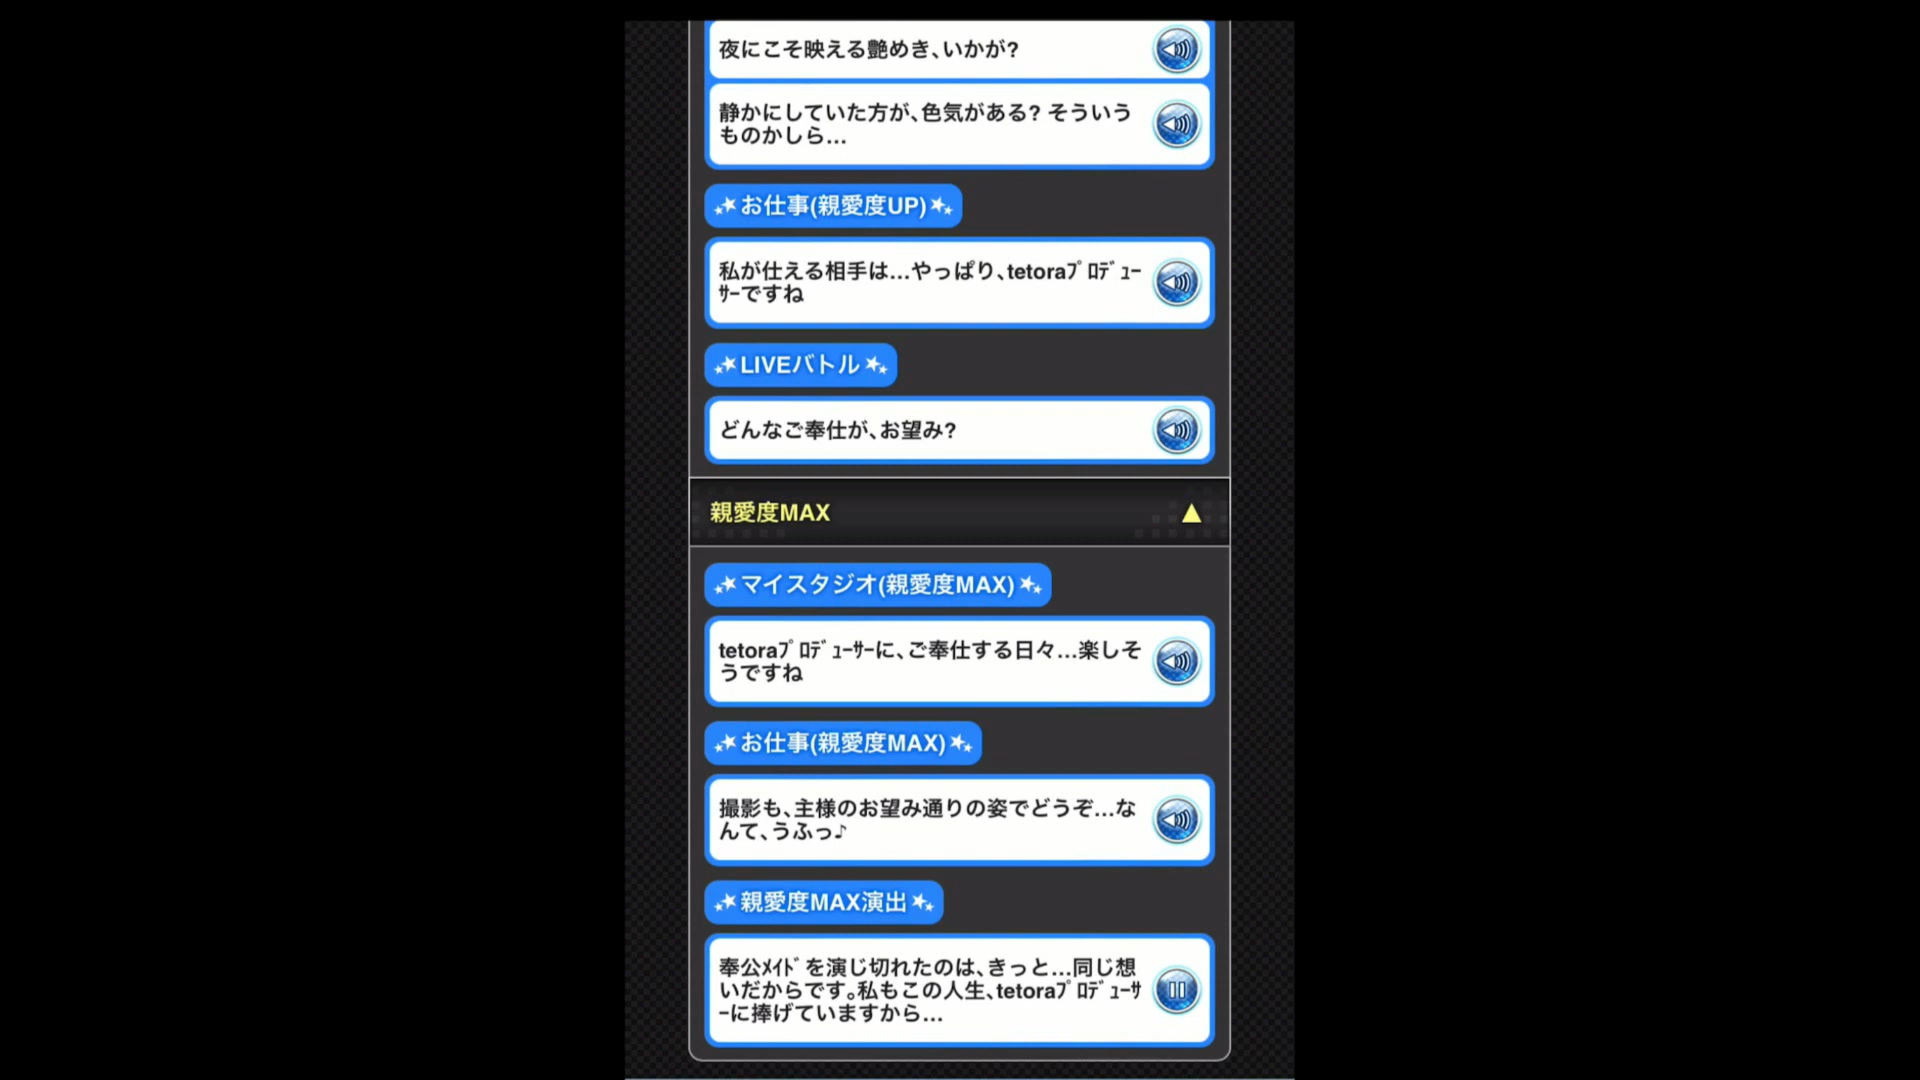 夜にこそ映える艶めき、いかが?
静かにしていた方が、色気がある? そういう
ものかしら…
お仕事(親愛度UP)
私が仕える相手は…やっぱり、tetoraﾌﾟﾛﾃﾞｭｰ
ｻｰですね
LIVEバトル
どんなご奉仕が、お望み?
親愛度MAX
マイスタジオ(親愛度MAX)
tetoraﾌﾟﾛﾃﾞｭｰｻｰに、ご奉仕する日々…楽しそ
うですね
お仕事(親愛度MAX)
撮影も、主様のお望み通りの姿でどうぞ…な
んて、うふっ♪
親愛度MAX演出
奉公ﾒｲﾄﾞを演じ切れたのは、きっと…同じ想
いだからです。私もこの人生、tetoraﾌﾟﾛﾃﾞｭｰｻ
ｰに捧げていますから…